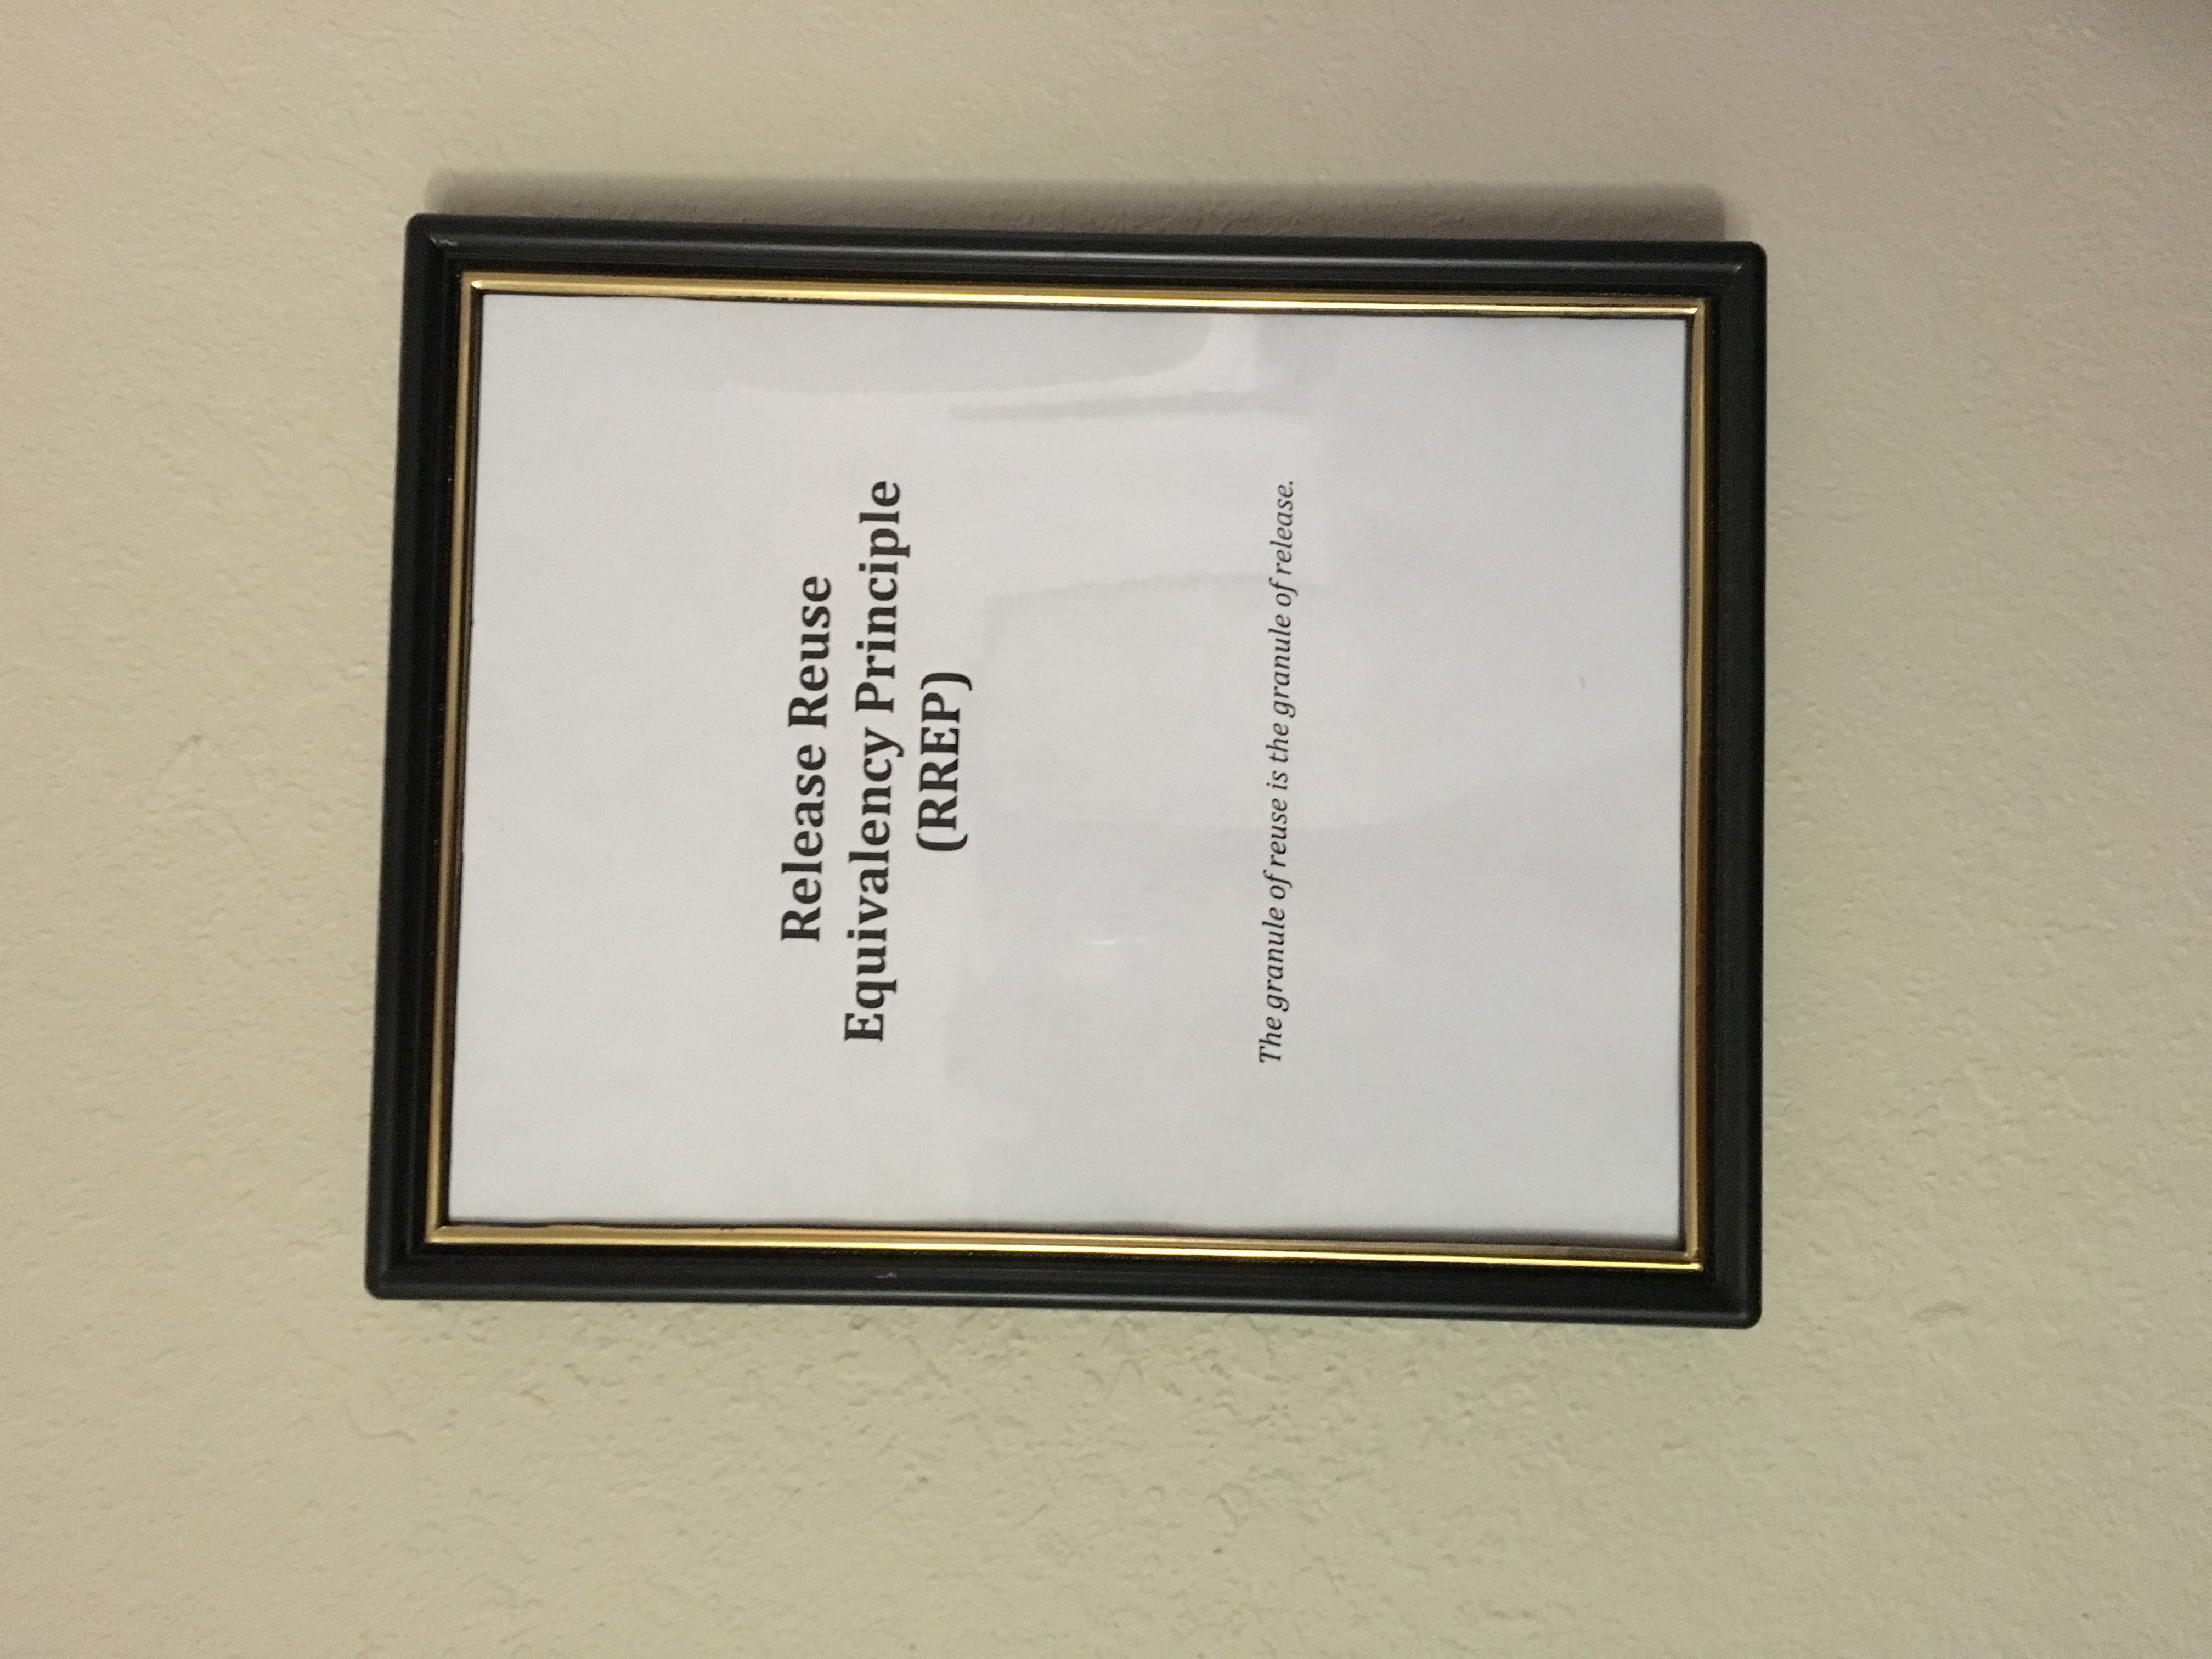 Release Reuse
Equivalency Principle
(RREP)
The granule of reuse is the granule of release.